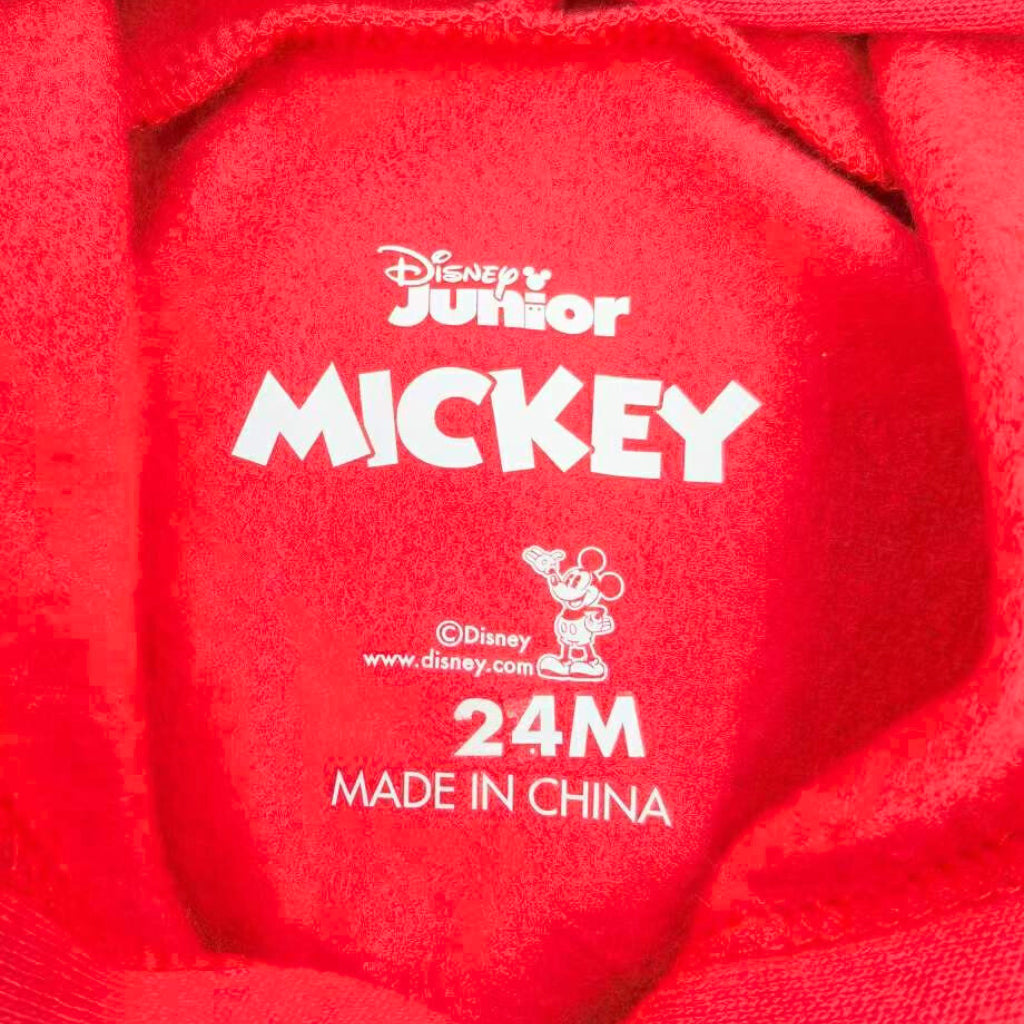 Disney
Junior
MICKEY
©Disney
www.disney.com
24M
MADE IN CHINA